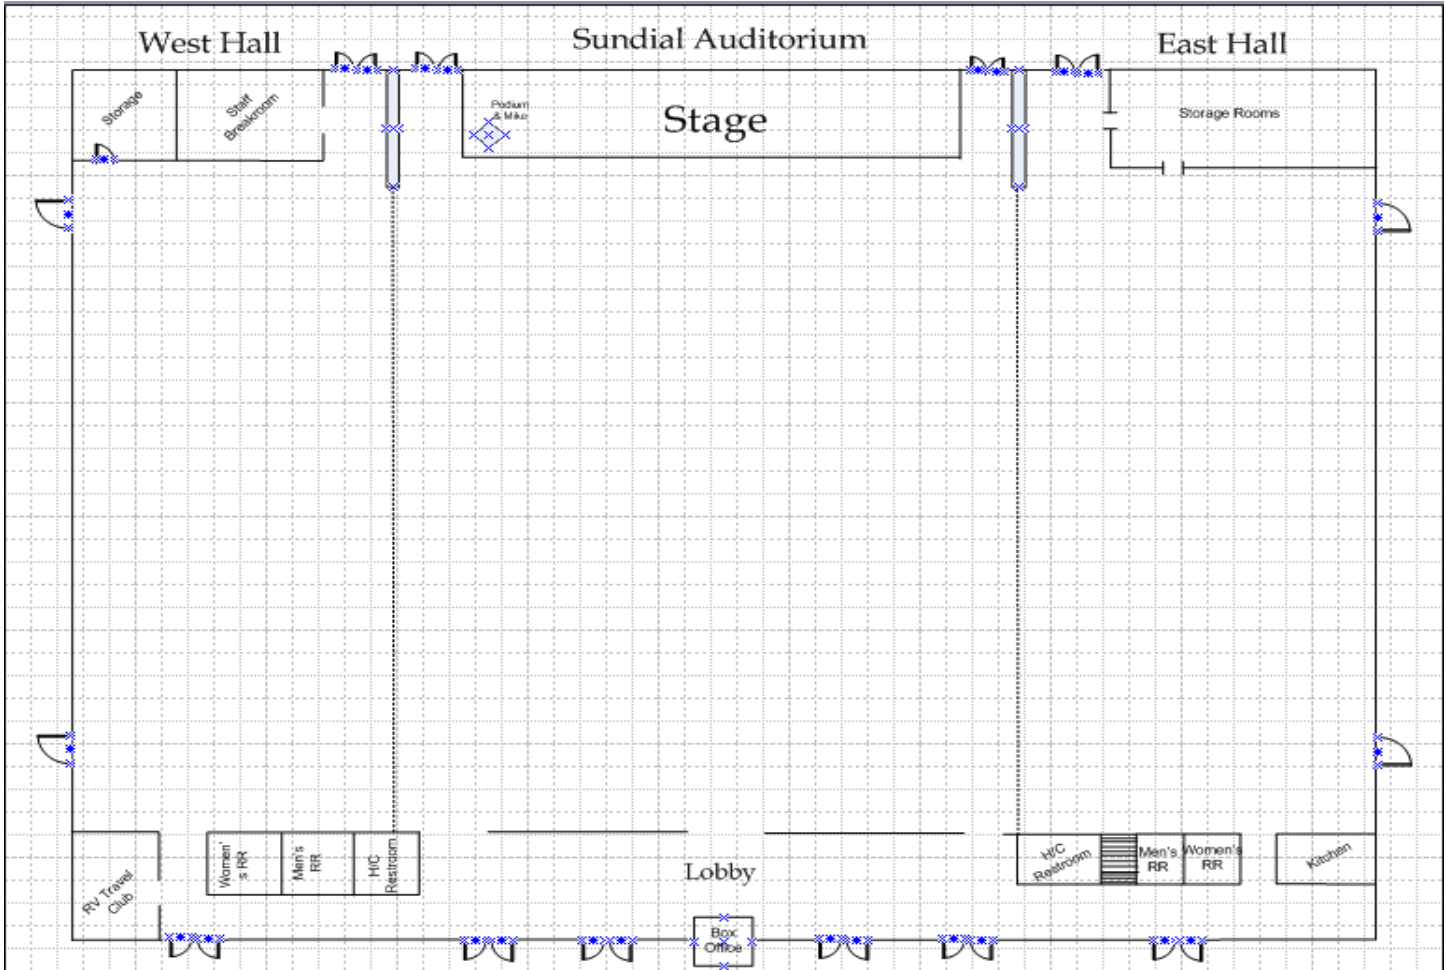 West Hall
Sundial Auditorium
East Hall
Storage
Staff
Breakroom
Podium
& Mike
Stage
Storage Rooms
Women'
s RR
Men's
RR
H/C
Restroom
RV Travel
Club
Lobby
Box
Office
H/C
Restroom
Men's
RR
Women's
RR
Kitchen